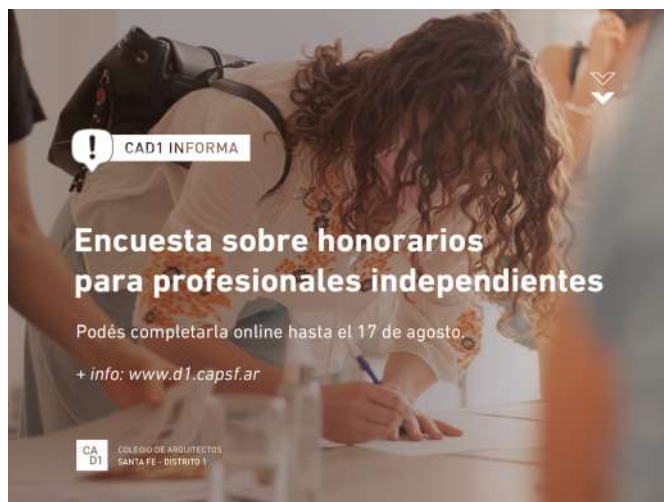 !
CAD1 INFORMA
Encuesta sobre honorarios
para profesionales independientes
Podés completarla online hasta el 17 de agosto.
+ info: www.d1.capsf.ar
CA
D1
COLEGIO DE ARQUITECTOS
SANTA FE - DISTRITO 1